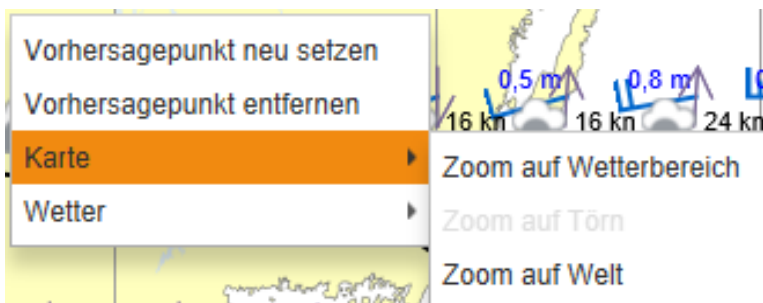 Vorhersagepunkt neu setzen
Vorhersagepunkt entfernen
Karte
Wetter
0,5 m 0,8 m
16 kn 16 kn 24 kn
Zoom auf Wetterbereich
Zoom auf Törn
Zoom auf Welt